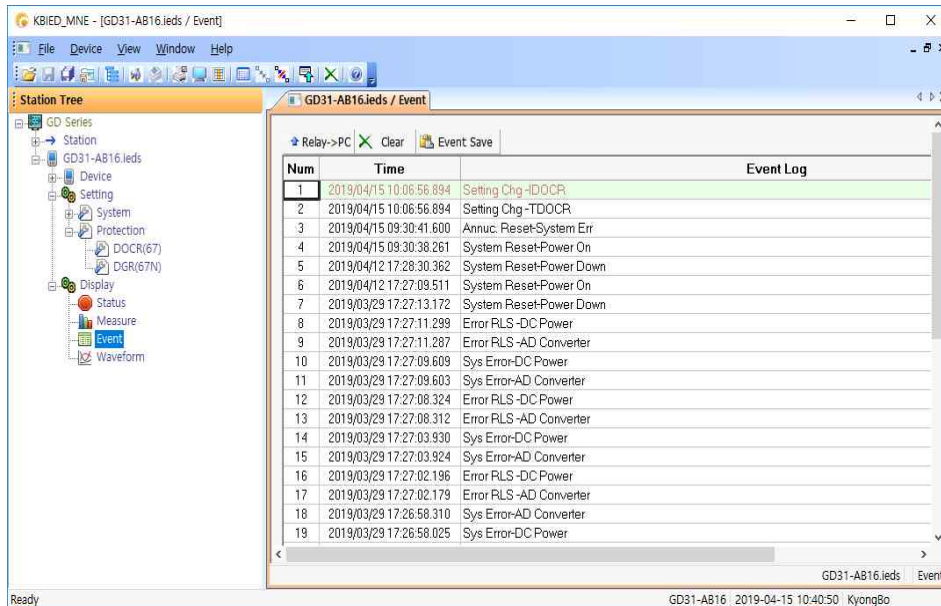 KBIED_MNE - [GD31-AB16.ieds / Event]
File Device View Window Help
Station Tree
GD31-AB16.ieds / Event
GD Series
Station
GD31-AB16.ieds
Device
Setting
System
Protection
DOCR(67)
DGR(67N)
Display
Status
Measure
Event
Waveform
Relay->PC Clear Event Save
Num Time Event Log
1 2019/04/15 10:06:56.894 Setting Chg -IDOCR
2 2019/04/15 10:06:56.894 Setting Chg -TDOCR
3 2019/04/15 09:30:41.600 Annuc. Reset-System Err
4 2019/04/15 09:30:38.261 System Reset-Power On
5 2019/04/12 17:28:30.362 System Reset-Power Down
6 2019/04/12 17:27:09.511 System Reset-Power On
7 2019/03/29 17:27:13.172 System Reset-Power Down
8 2019/03/29 17:27:11.299 Error RLS -DC Power
9 2019/03/29 17:27:11.287 Error RLS -AD Converter
10 2019/03/29 17:27:09.609 Sys Error-DC Power
11 2019/03/29 17:27:09.603 Sys Error-AD Converter
12 2019/03/29 17:27:08.324 Error RLS -DC Power
13 2019/03/29 17:27:08.312 Error RLS -AD Converter
14 2019/03/29 17:27:03.930 Sys Error-DC Power
15 2019/03/29 17:27:03.924 Sys Error-AD Converter
16 2019/03/29 17:27:02.196 Error RLS -DC Power
17 2019/03/29 17:27:02.179 Error RLS -AD Converter
18 2019/03/29 17:26:58.310 Sys Error-AD Converter
19 2019/03/29 17:26:58.025 Sys Error-DC Power
GD31-AB16.ieds Event
Ready GD31-AB16 2019-04-15 10:40:50 KyongBo